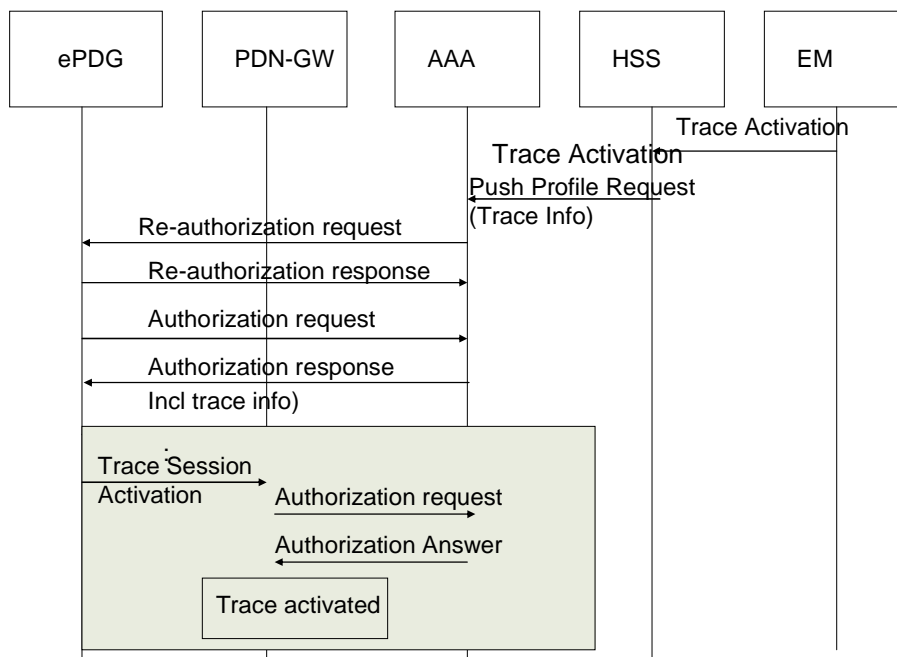 ePDG
PDN-GW
AAA
HSS
EM
Trace Activation
Trace Activation
Push Profile Request
(Trace Info)
Re-authorization request
Re-authorization response
Authorization request
Authorization response
Incl trace info)
:
Trace Session
Activation
Authorization request
Authorization Answer
Trace activated